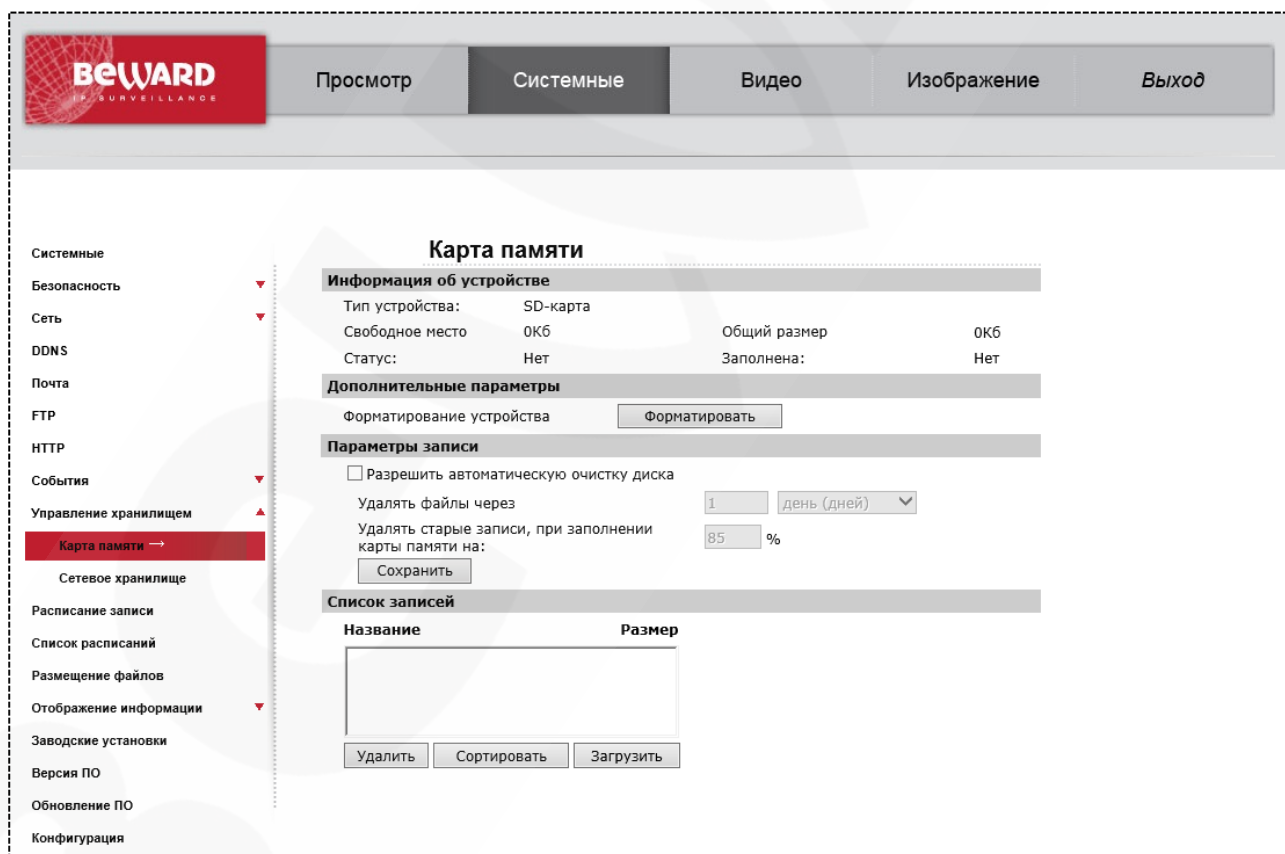 BEWARD
IP SURVEILLANCE
Просмотр
Системные
Видео
Изображение
Выход
Системные
Безопасность
Сеть
DDNS
Почта
FTP
HTTP
События
Управление хранилищем
Карта памяти →
Сетевое хранилище
Расписание записи
Список расписаний
Размещение файлов
Отображение информации
Заводские установки
Версия ПО
Обновление ПО
Конфигурация
Карта памяти
Информация об устройстве
Тип устройства: SD-карта
Свободное место 0Кб Общий размер 0Кб
Статус: Нет Заполнена: Нет
Дополнительные параметры
Форматирование устройства Форматировать
Параметры записи
Разрешить автоматическую очистку диска
Удалять файлы через 1 день (дней)
Удалять старые записи, при заполнении
карты памяти на: 85 %
Сохранить
Список записей
Название Размер
Удалить Сортировать Загрузить